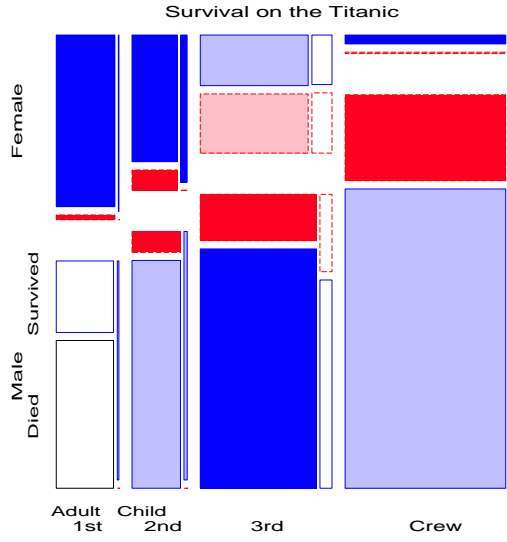 Survival on the Titanic
Female
Survived
Male
Died
Adult Child
1st 2nd 3rd Crew